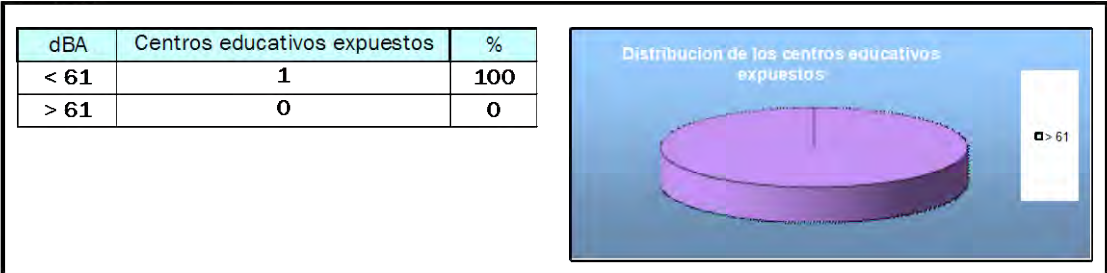 dBA Centros educativos expuestos %
< 61 1 100
> 61 0 0
Distribucion de los centros educativos
expuestos
> 61